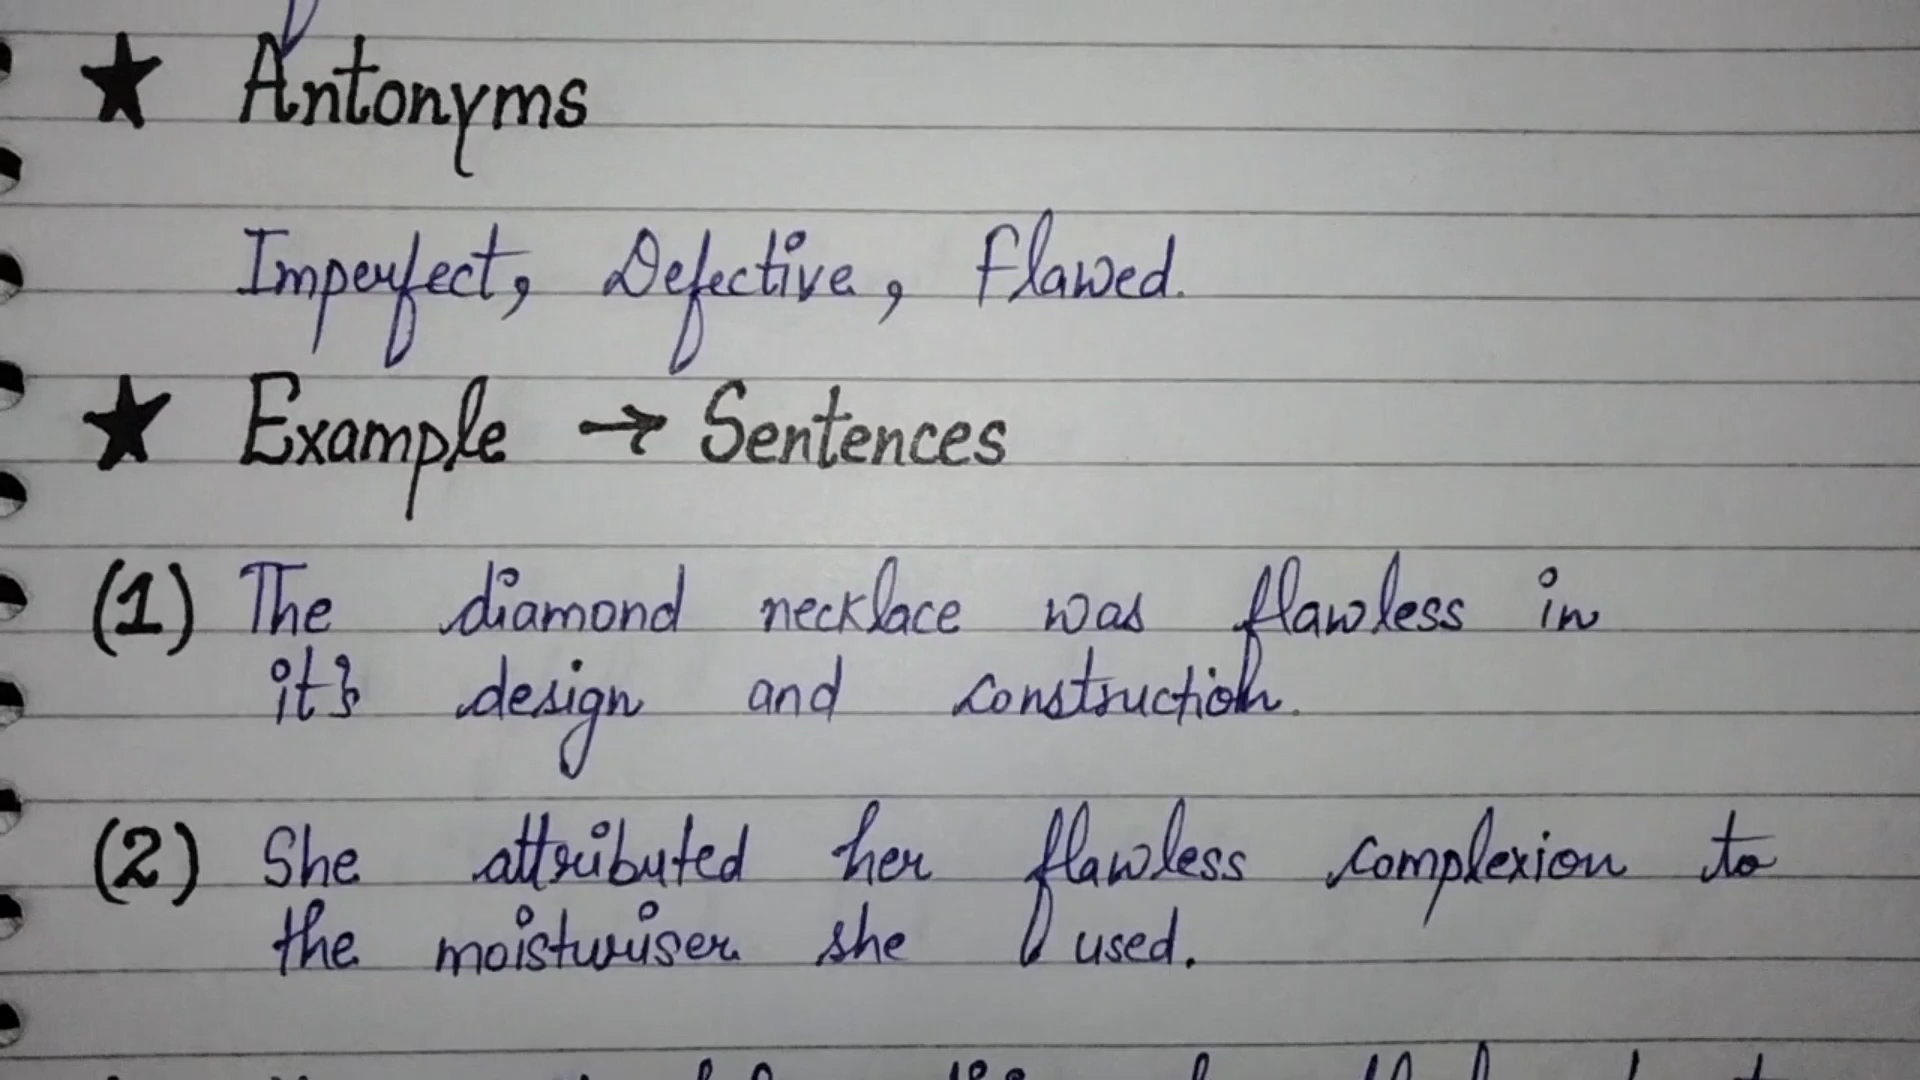 ★ Antonyms
Imperfect, Defective, Flawed.
★ Example → Sentences
(1) The diamond necklace was flawless in
it's design and construction.
(2) She attributed her flawless complexion to
the moisturiser she used.